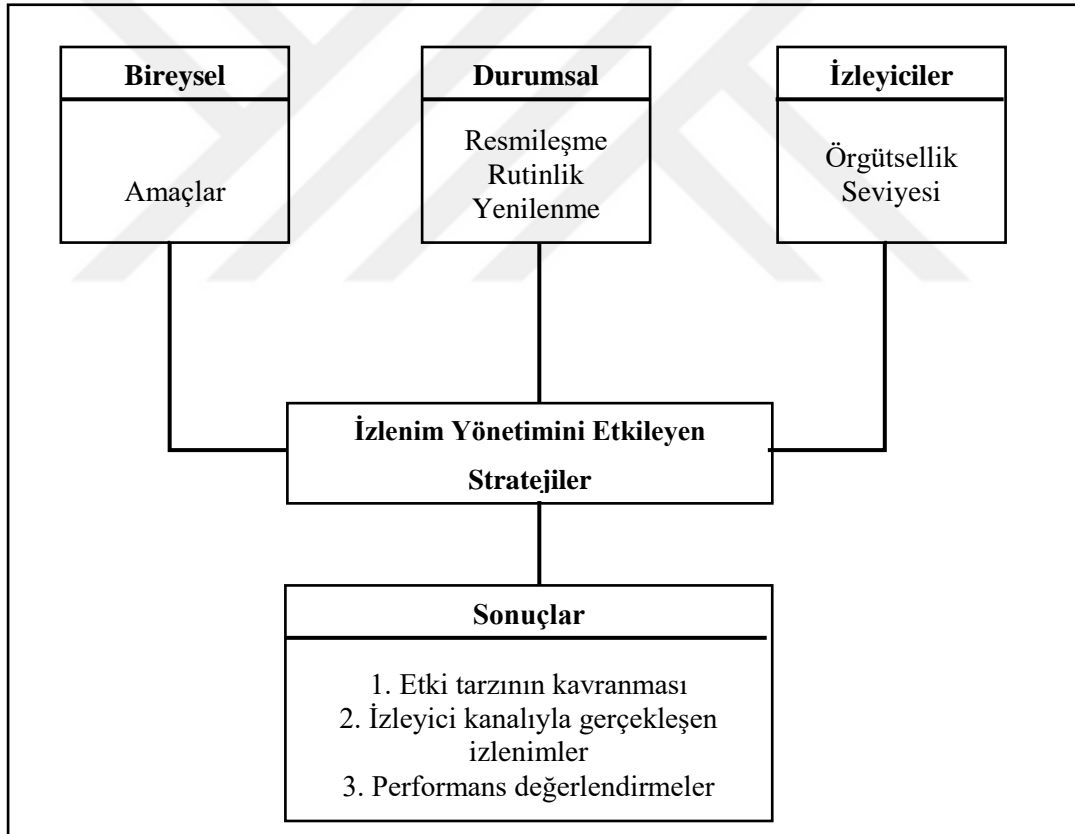 Bireysel
Amaçlar
Durumsal
Resmileşme
Rutinlik
Yenilenme
İzleyiciler
Örgütsellik
Seviyesi
İzlenim Yönetimini Etkileyen
Stratejiler
Sonuçlar
1. Etki tarzının kavranması
2. İzleyici kanalıyla gerçekleşen
izlenimler
3. Performans değerlendirmeler